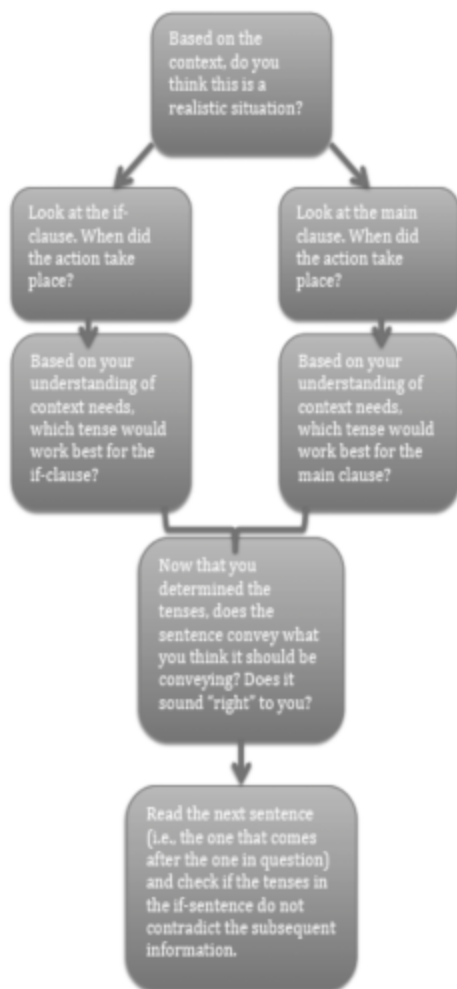 Based on the
context, do you
think this is a
realistic situation?
Look at the if-
clause. When did
the action take
place?
Look at the main
clause. When did
the action take
place?
Based on your
understanding of
context needs,
which tense would
work best for the
if-clause?
Based on your
understanding of
context needs,
which tense would
work best for the
main clause?
Now that you
determined the
tenses, does the
sentence convey what
you think it should be
conveying? Does it
sound "right" to you?
Read the next sentence
(i.e., the one that comes
after the one in question)
and check if the tenses in
the if-sentence do not
contradict the subsequent
information.